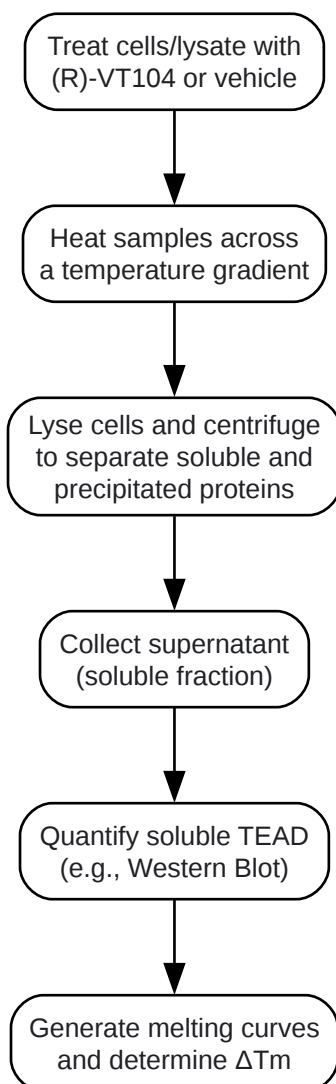 Treat cells/lysate with
(R)-VT104 or vehicle
Heat samples across
a temperature gradient
Lyse cells and centrifuge
to separate soluble and
precipitated proteins
Collect supernatant
(soluble fraction)
Quantify soluble TEAD
(e.g., Western Blot)
Generate melting curves
and determine ΔTm